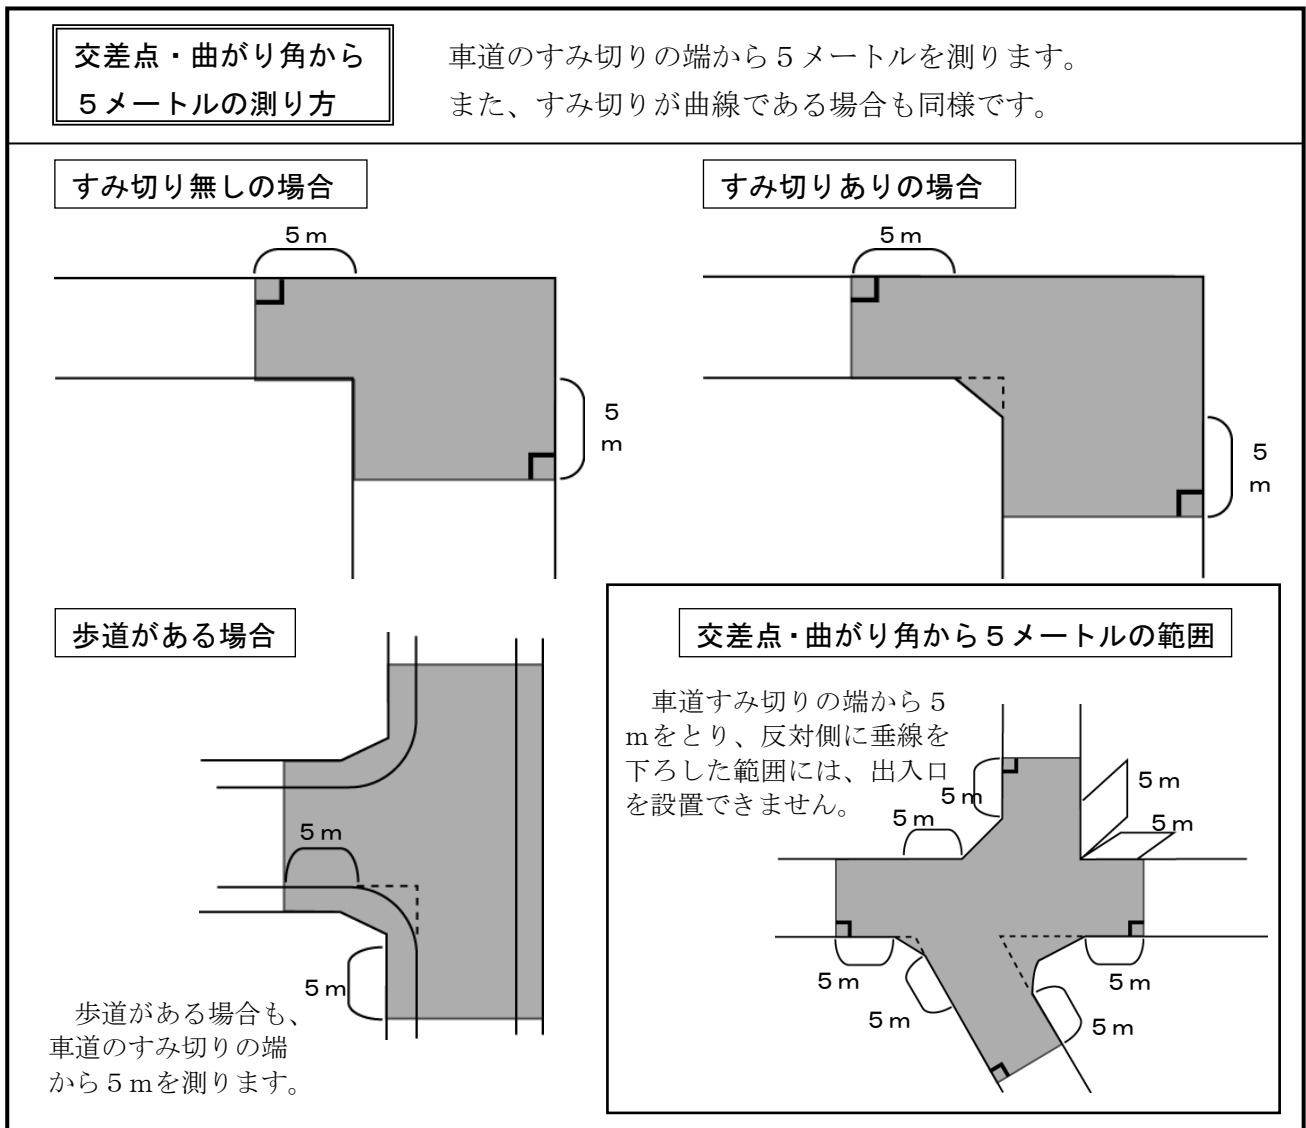 交差点・曲がり角から
５メートルの測り方
車道のすみ切りの端から５メートルを測ります。
また、すみ切りが曲線である場合も同様です。
すみ切り無しの場合
５ｍ
５
ｍ
すみ切りありの場合
５ｍ
５
ｍ
歩道がある場合
５ｍ
５ｍ
歩道がある場合も、
車道のすみ切りの端
から５ｍを測ります。
交差点・曲がり角から５メートルの範囲
車道すみ切りの端から５
ｍをとり、反対側に垂線を
下ろした範囲には、出入口
を設置できません。
５ｍ
５ｍ
５ｍ
５ｍ
５ｍ
５ｍ
５ｍ
５ｍ